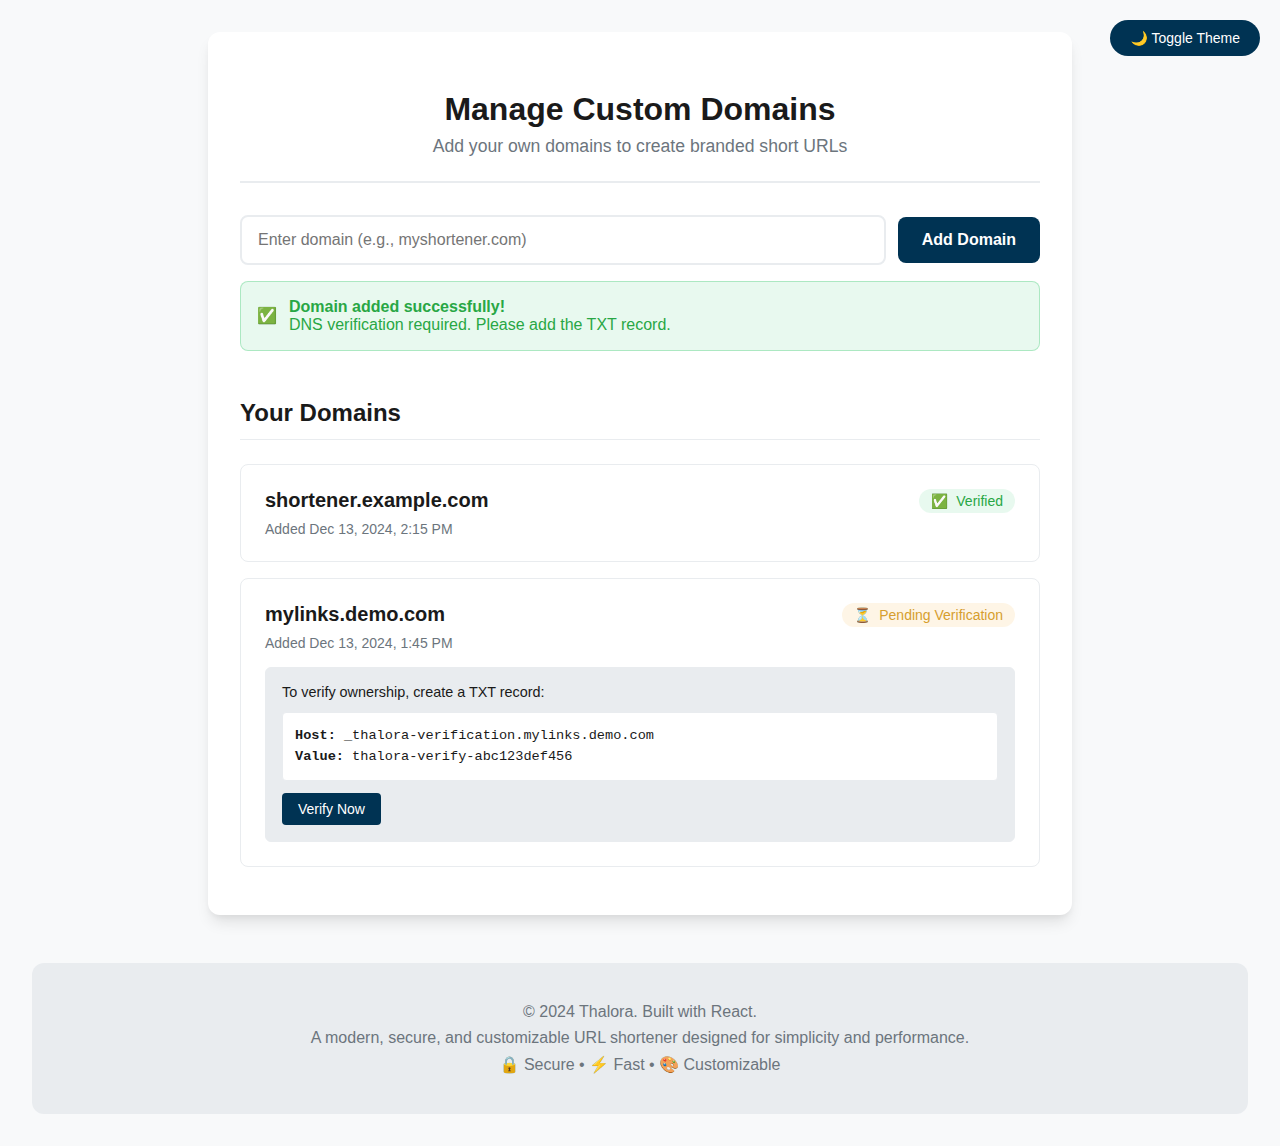 🌙 Toggle Theme
Manage Custom Domains
Add your own domains to create branded short URLs
Enter domain (e.g., myshortener.com)
Add Domain
✅ Domain added successfully!
DNS verification required. Please add the TXT record.
Your Domains
shortener.example.com
✅ Verified
Added Dec 13, 2024, 2:15 PM
mylinks.demo.com
⏳ Pending Verification
Added Dec 13, 2024, 1:45 PM
To verify ownership, create a TXT record:
Host: _thalora-verification.mylinks.demo.com
Value: thalora-verify-abc123def456
Verify Now
© 2024 Thalora. Built with React.
A modern, secure, and customizable URL shortener designed for simplicity and performance.
🔒 Secure • ⚡ Fast • 🎨 Customizable